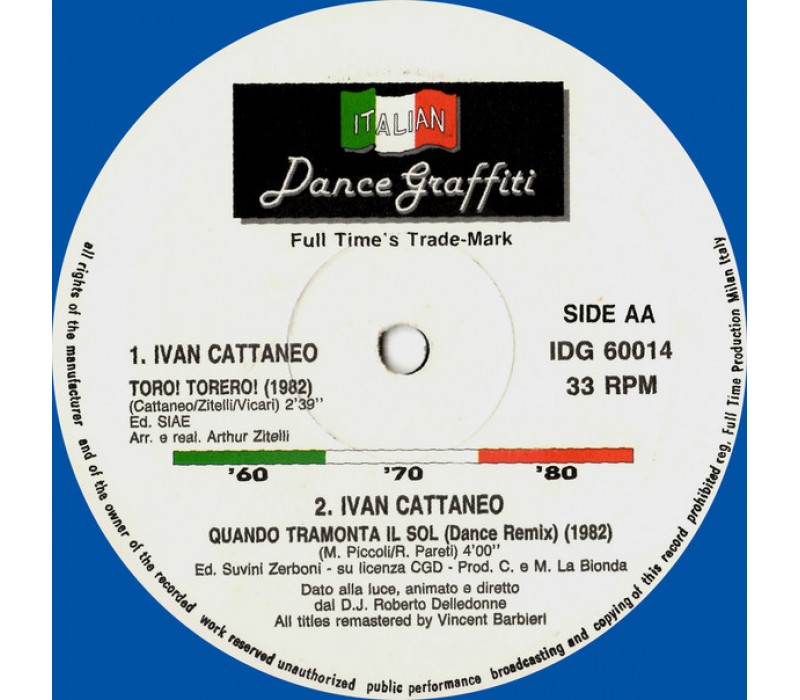 ITALIAN
Dance Graffiti
Full Time's Trade-Mark
SIDE AA
IDG 60014
33 RPM
1. IVAN CATTANEO
TORO! TORERO! (1982)
(Cattaneo/Zitelli/Vicari) 2'39"
Ed. SIAE
Arr. e real. Arthur Zitelli
'60 '70 '80
2. IVAN CATTANEO
QUANDO TRAMONTA IL SOL (Dance Remix) (1982)
(M. Piccoli/R. Pareti) 4'00"
Ed. Suvini Zerboni - su licenza CGD - Prod. C. e M. La Bionda
Dato alla luce, animato e diretto
dal D.J. Roberto Delledonne
All titles remastered by Vincent Barbieri
all rights of the manufacturer and of the owner of the recorded work reserved unauthorized public performance broadcasting and copying of this record prohibited reg. Full Time Production Milan Italy